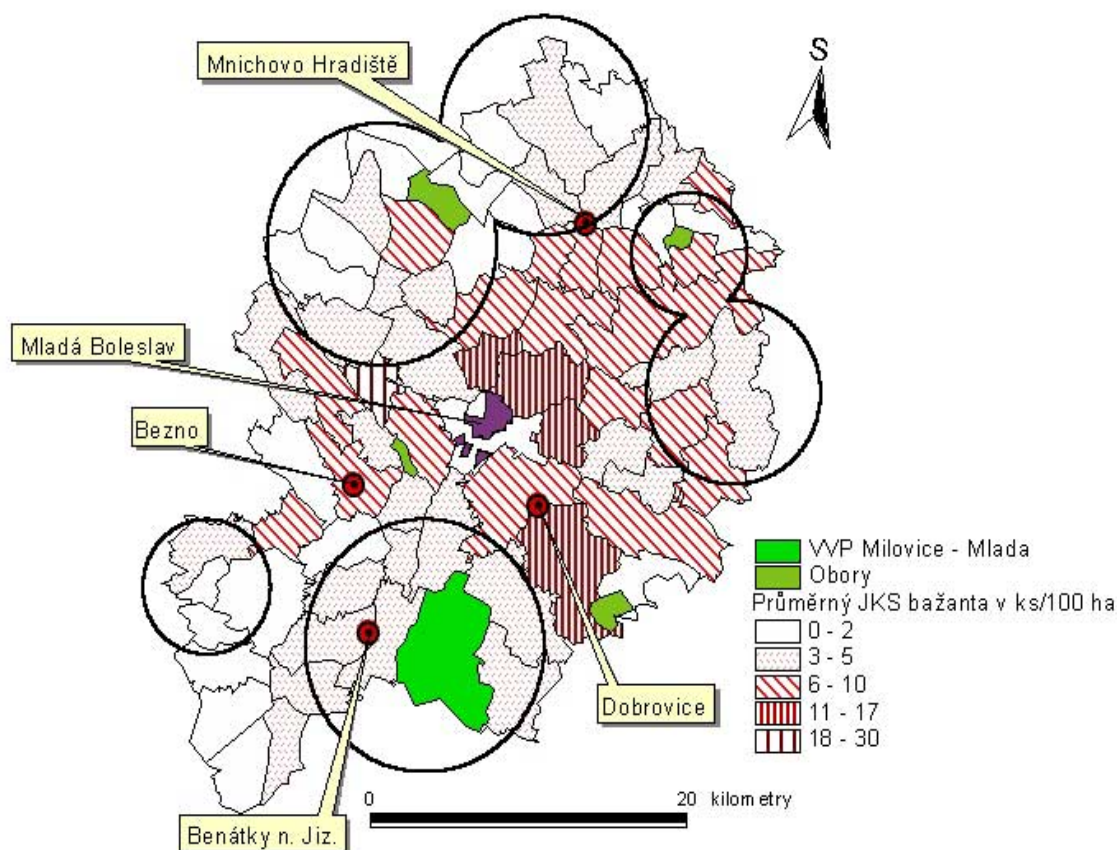 Mnichovo Hradiště
S
Mladá Boleslav
Bezno
VVP Milovice - Mlada
Obory
Průměrný JKS bažanta v ks/100 ha
0 - 2
3 - 5
6 - 10
11 - 17
18 - 30
Dobrovice
0 20 kilometry
Benátky n. Jiz.